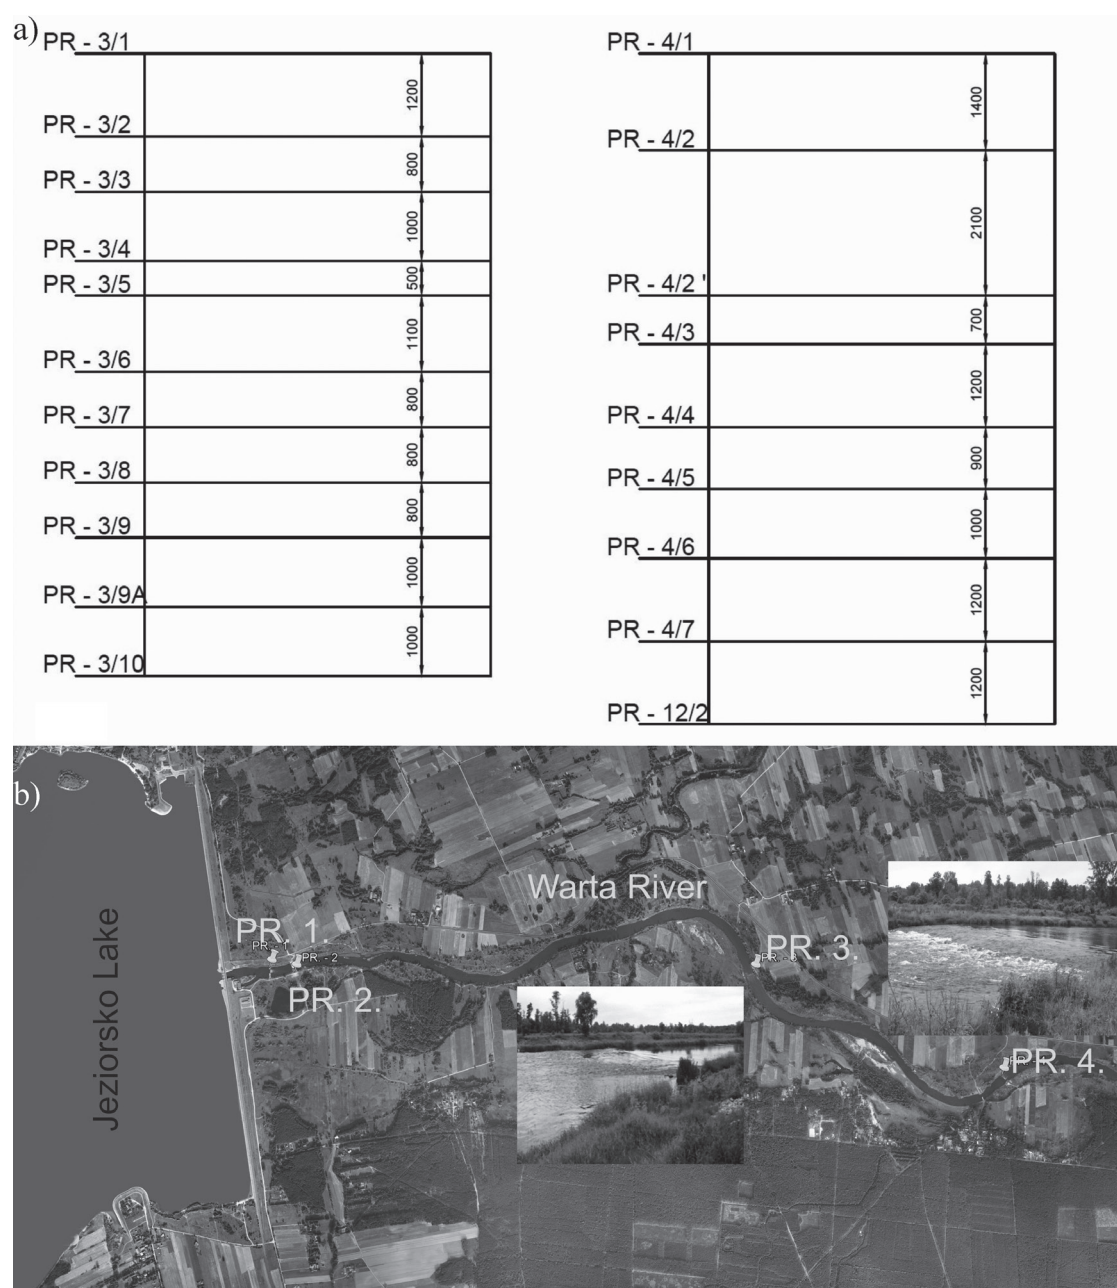 a)
PR - 3/1
1200
PR - 3/2
800
PR - 3/3
1000
PR - 3/4
500
PR - 3/5
1100
PR - 3/6
800
PR - 3/7
800
PR - 3/8
800
PR - 3/9
1000
PR - 3/9A
1000
PR - 3/10
PR - 4/1
1400
PR - 4/2
2100
PR - 4/2 '
700
PR - 4/3
1200
PR - 4/4
900
PR - 4/5
1000
PR - 4/6
1200
PR - 4/7
1200
PR - 12/2
b)
Jeziorsko Lake
Warta River
PR. 1.
PR. - 2
PR. 2.
PR. 3.
PR. 4.